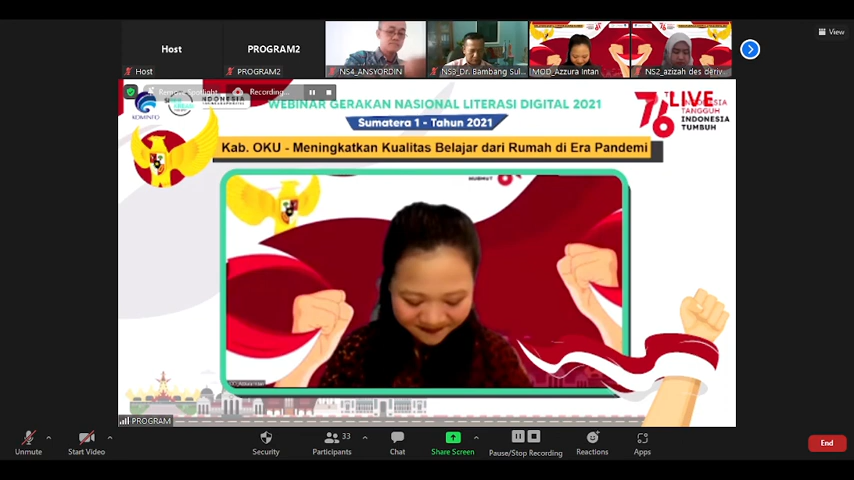 View
Host
PROGRAM2
Host
PROGRAM2
NS4_ANSYORDIN
NS3_Dr. Bambang Sul...
MOD_Azzura Intan
NS2_azizah des deriv...
Remove Spotlight
Recording...
KOMINFO
WEBINAR GERAKAN NASIONAL LITERASI DIGITAL 2021
Sumatera 1 - Tahun 2021
Kab. OKU - Meningkatkan Kualitas Belajar dari Rumah di Era Pandemi
76
LIVE
INDONESIA
TANGGUH
INDONESIA
TUMBUH
PROGRAM
Unmute
Start Video
Security
33
Participants
Chat
Share Screen
Pause/Stop Recording
Reactions
Apps
End